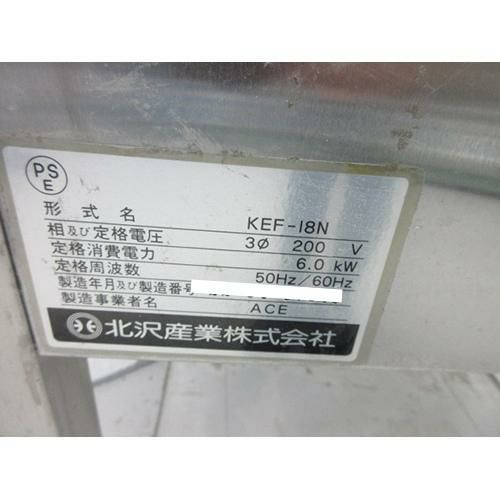 PS
E
形式名 KEF-18N
相及び定格電圧 3Φ 200 V
定格消費電力 6.0 kW
定格周波数 50Hz/60Hz
製造年月及び製造番号
製造事業者名 ACE
北沢産業株式会社